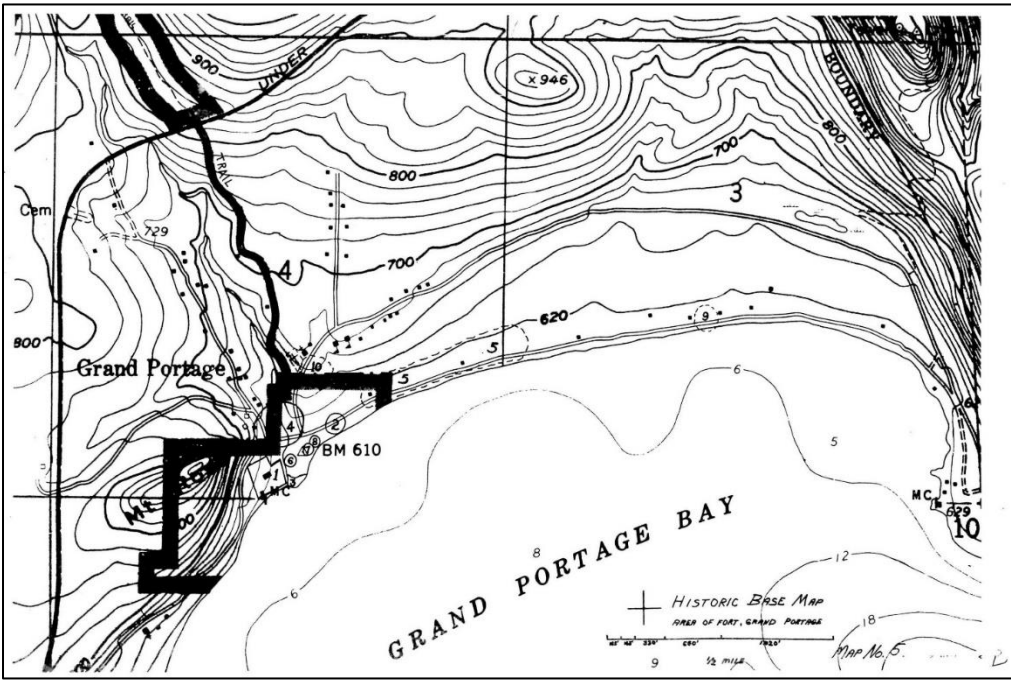 900
UNDER
TRAIL
x 946
BOUNDARY
800
700
3
800
Cem
729
4
700
620
9
800
5
Grand Portage
10
5
6
4
2
8
7
BM 610
6
5
1
3
MC
MC
629
10
8
12
6
18
GRAND PORTAGE BAY
HISTORIC BASE MAP
AREA OF FORT, GRAND PORTAGE
9
½ MILE
MAP NO. 5.